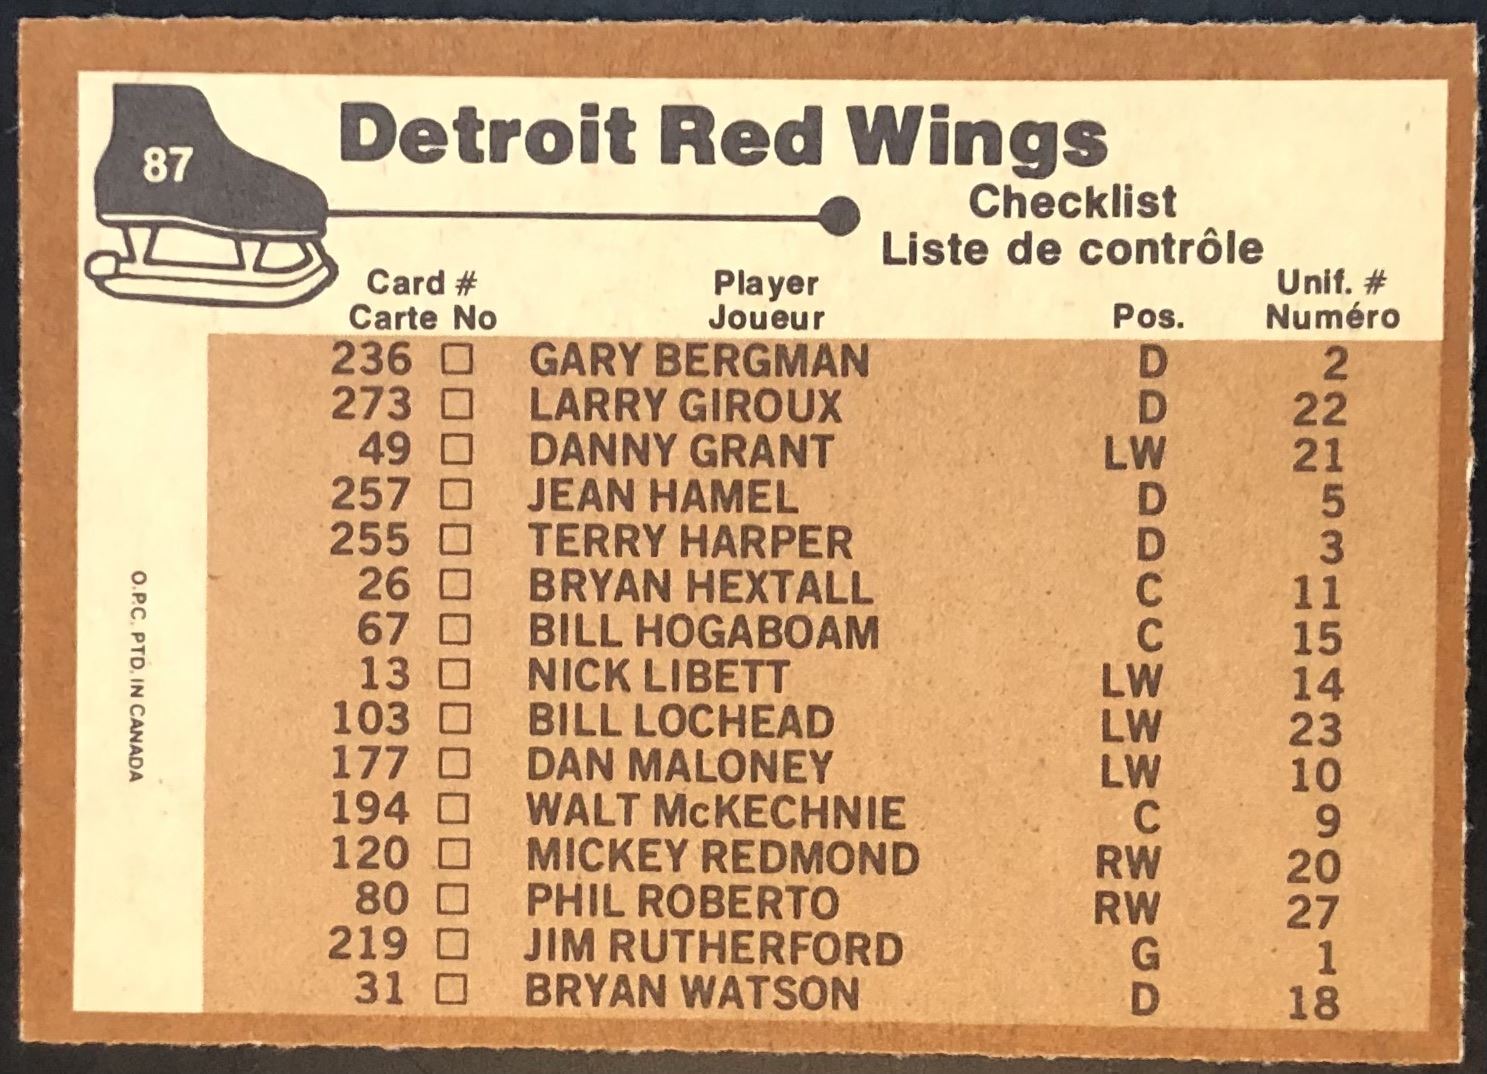 87
Detroit Red Wings
Checklist
Liste de contrôle
Card # Player Unif. #
Carte No Joueur Pos. Numéro
236 □ GARY BERGMAN D 2
273 □ LARRY GIROUX D 22
49 □ DANNY GRANT LW 21
257 □ JEAN HAMEL D 5
255 □ TERRY HARPER D 3
26 □ BRYAN HEXTALL C 11
67 □ BILL HOGABOAM C 15
13 □ NICK LIBETT LW 14
103 □ BILL LOCHEAD LW 23
177 □ DAN MALONEY LW 10
194 □ WALT McKECHNIE C 9
120 □ MICKEY REDMOND RW 20
80 □ PHIL ROBERTO RW 27
219 □ JIM RUTHERFORD G 1
31 □ BRYAN WATSON D 18
O.P.C. PTD. IN CANADA